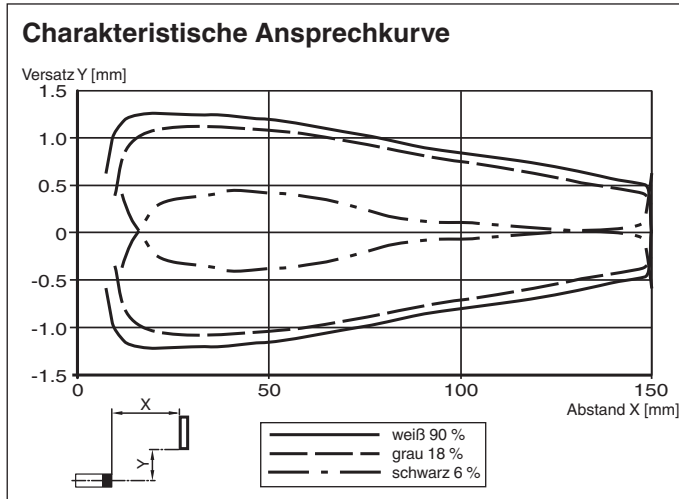 Charakteristische Ansprechkurve
Versatz Y [mm]
1.5
1.0
0.5
0
-0.5
-1.0
-1.5
0 50 100 150
Abstand X [mm]
X
Y
weiß 90 %
grau 18 %
schwarz 6 %